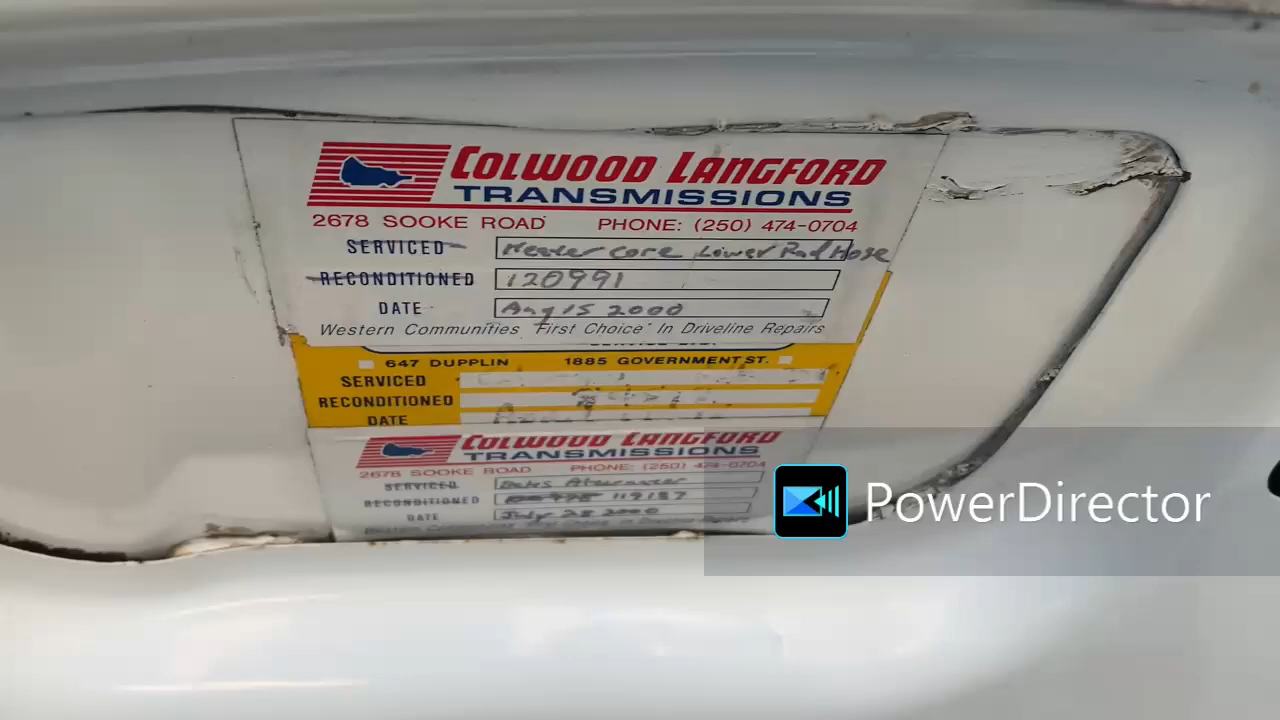 COLWOOD LANGFORD
TRANSMISSIONS
2678 SOOKE ROAD PHONE: (250) 474-0704
SERVICED Heater core Lower Rad Hose
RECONDITIONED 120991
DATE Aug 15 2000
Western Communities "First Choice" In Driveline Repairs
647 DUPPLIN 1885 GOVERNMENT ST.
SERVICED
RECONDITIONED
DATE
COLWOOD LANGFORD
TRANSMISSIONS
2678 SOOKE ROAD PHONE: (250) 474-0704
SERVICED Belts Alternator
RECONDITIONED 119187
DATE July 28 2000
PowerDirector